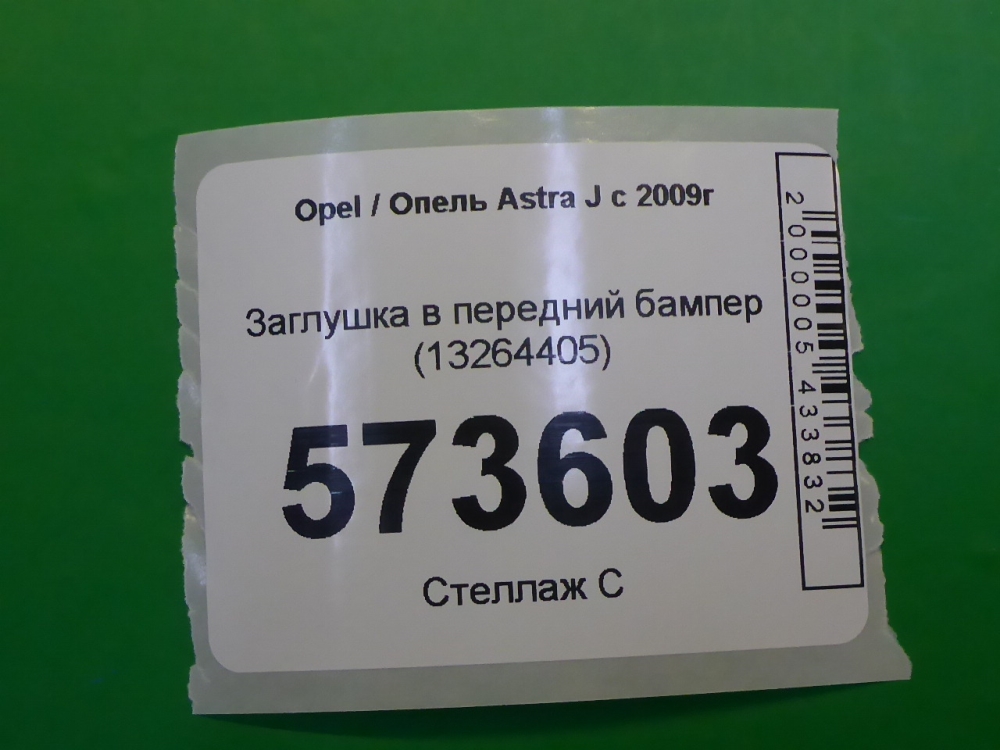 Opel / Опель Astra J с 2009г
Заглушка в передний бампер
(13264405)
573603
Стеллаж С
2000005433832